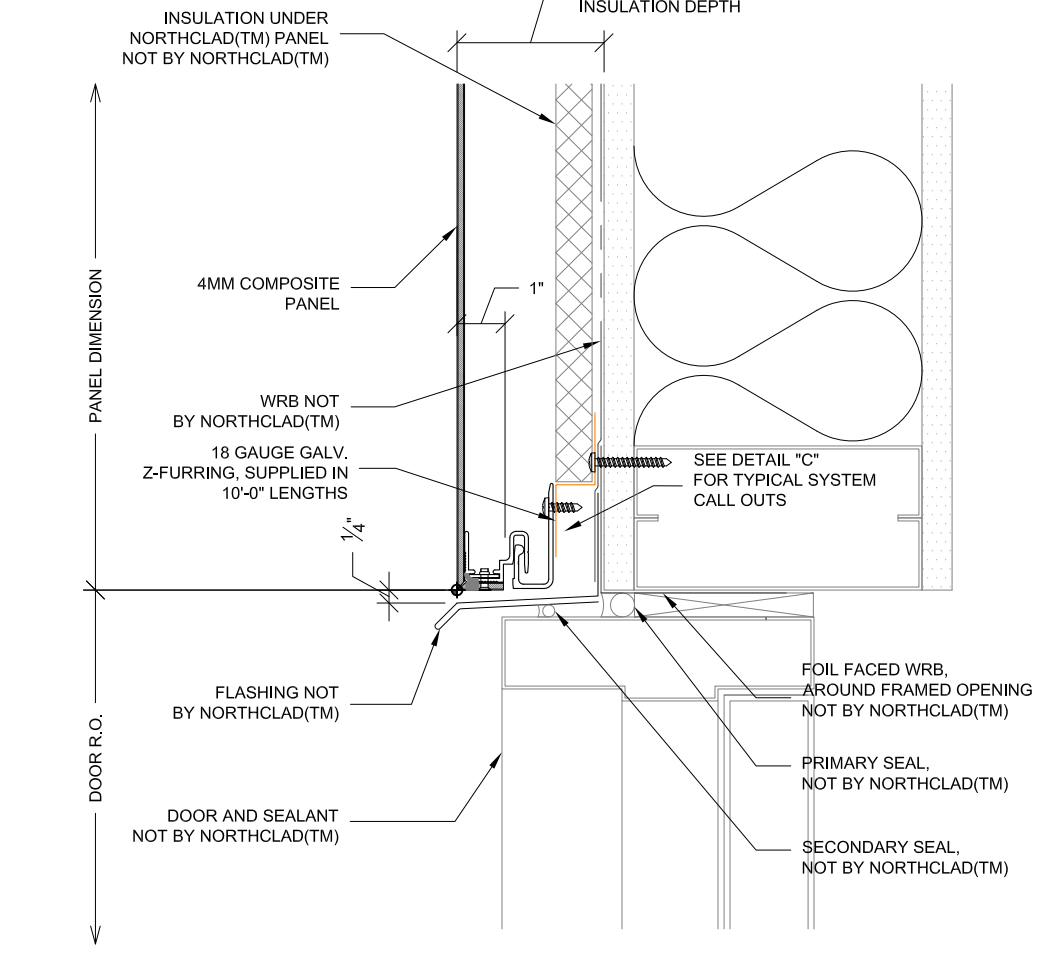 INSULATION DEPTH
INSULATION UNDER
NORTHCLAD(TM) PANEL
NOT BY NORTHCLAD(TM)
PANEL DIMENSION
4MM COMPOSITE
PANEL
1"
WRB NOT
BY NORTHCLAD(TM)
18 GAUGE GALV.
Z-FURRING, SUPPLIED IN
10'-0" LENGTHS
SEE DETAIL "C"
FOR TYPICAL SYSTEM
CALL OUTS
1/4"
FLASHING NOT
BY NORTHCLAD(TM)
FOIL FACED WRB,
AROUND FRAMED OPENING
NOT BY NORTHCLAD(TM)
DOOR R.O.
PRIMARY SEAL,
NOT BY NORTHCLAD(TM)
DOOR AND SEALANT
NOT BY NORTHCLAD(TM)
SECONDARY SEAL,
NOT BY NORTHCLAD(TM)